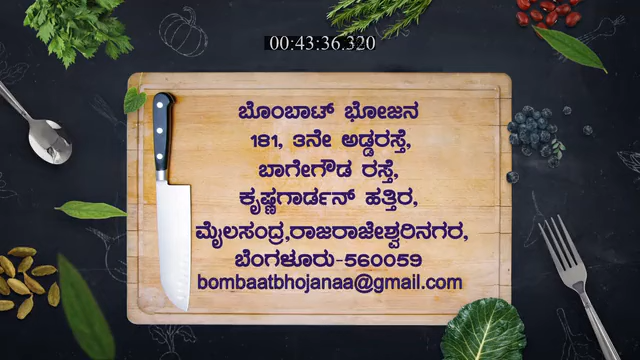 00:43:36.320
ಬೊಂಬಾಟ್ ಭೋಜನ
181, 3ನೇ ಅಡ್ಡರಸ್ತೆ,
ಬಾಗೇಗೌಡ ರಸ್ತೆ,
ಕೃಷ್ಣಗಾರ್ಡನ್ ಹತ್ತಿರ,
ಮೈಲಸಂದ್ರ,ರಾಜರಾಜೇಶ್ವರಿನಗರ,
ಬೆಂಗಳೂರು-560059
bombaatbhojanaa@gmail.com